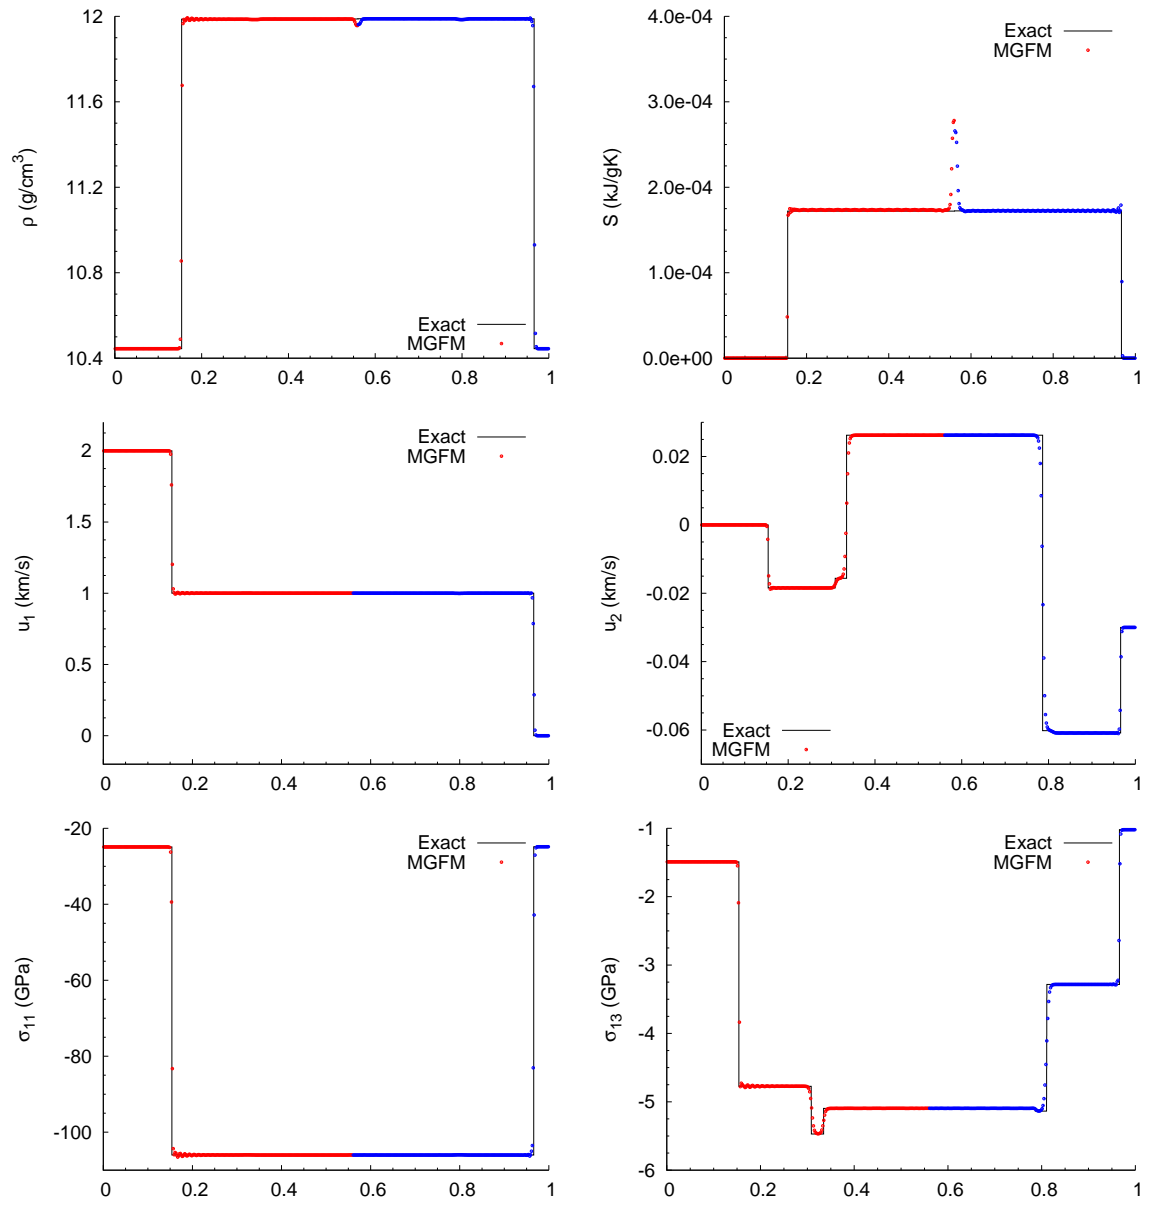 12
11.6
11.2
10.8
10.4
ρ (g/cm³)
Exact
MGFM
0 0.2 0.4 0.6 0.8 1
4.0e-04
3.0e-04
2.0e-04
1.0e-04
0.0e+00
S (kJ/gK)
Exact
MGFM
0 0.2 0.4 0.6 0.8 1
2
1.5
1
0.5
0
u₁ (km/s)
Exact
MGFM
0 0.2 0.4 0.6 0.8 1
0.02
0
-0.02
-0.04
-0.06
u₂ (km/s)
Exact
MGFM
0 0.2 0.4 0.6 0.8 1
-20
-40
-60
-80
-100
σ₁₁ (GPa)
Exact
MGFM
0 0.2 0.4 0.6 0.8 1
-1
-2
-3
-4
-5
-6
σ₁₃ (GPa)
Exact
MGFM
0 0.2 0.4 0.6 0.8 1